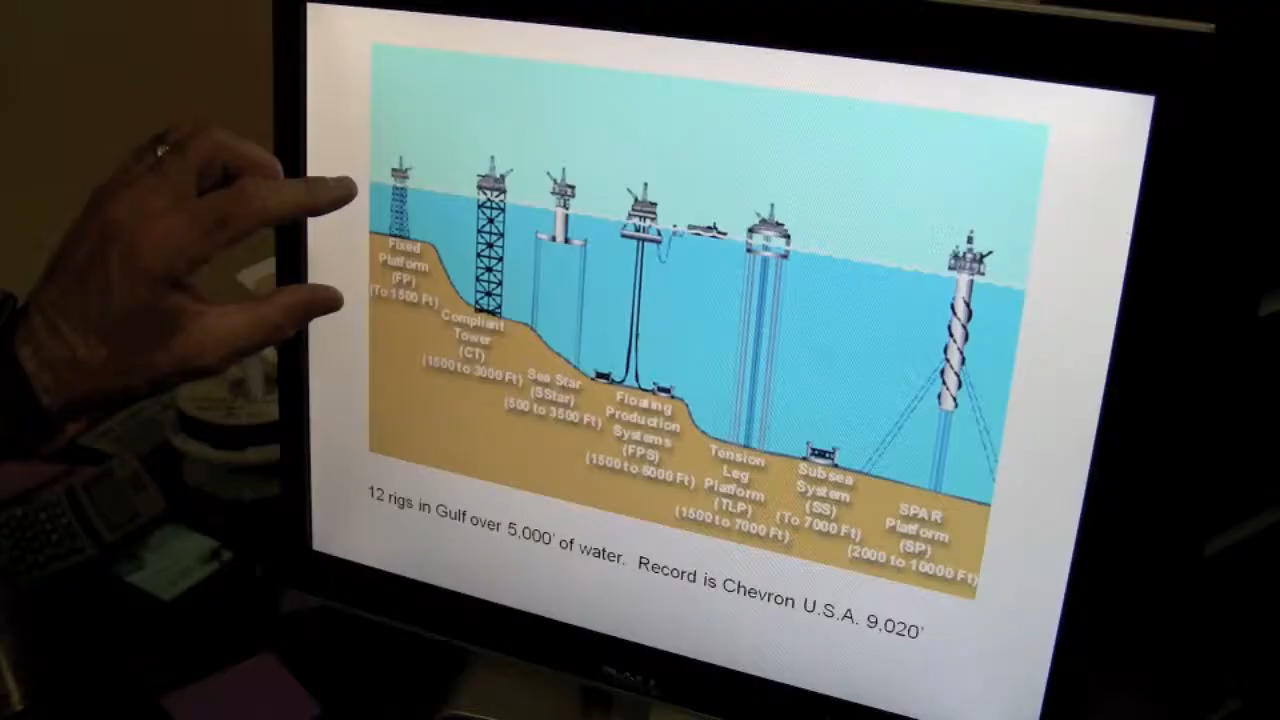 Fixed
Platform
(FP)
(To 1500 Ft)
Compliant
Tower
(CT)
(1500 to 3000 Ft)
Sea Star
(SStar)
(500 to 3500 Ft)
Floating
Production
Systems
(FPS)
(1500 to 6000 Ft)
Tension
Leg
Platform
(TLP)
(1500 to 7000 Ft)
Subsea
System
(SS)
(To 7000 Ft)
SPAR
Platform
(SP)
(2000 to 10000 Ft)
12 rigs in Gulf over 5,000' of water. Record is Chevron U.S.A. 9,020'